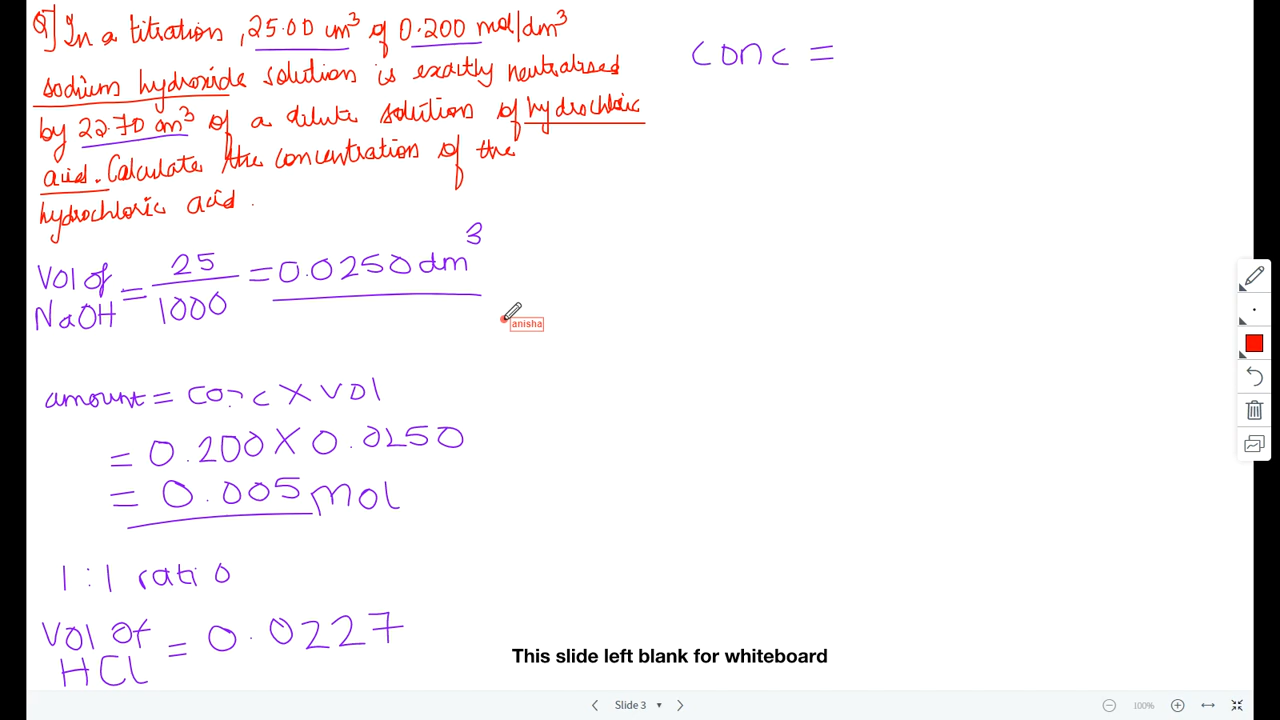 Q] In a titration, 25.00 cm³ of 0.200 mol/dm³
sodium hydroxide solution is exactly neutralised
by 22.70 cm³ of a dilute solution of hydrochloric
acid. Calculate the concentration of the
hydrochloric acid.
Vol of NaOH = 25/1000 = 0.0250 dm³
amount = conc X vol
= 0.200 X 0.0250
= 0.005 mol
1:1 ratio
Vol of HCl = 0.0227
conc =
anisha
This slide left blank for whiteboard
Slide 3
100%